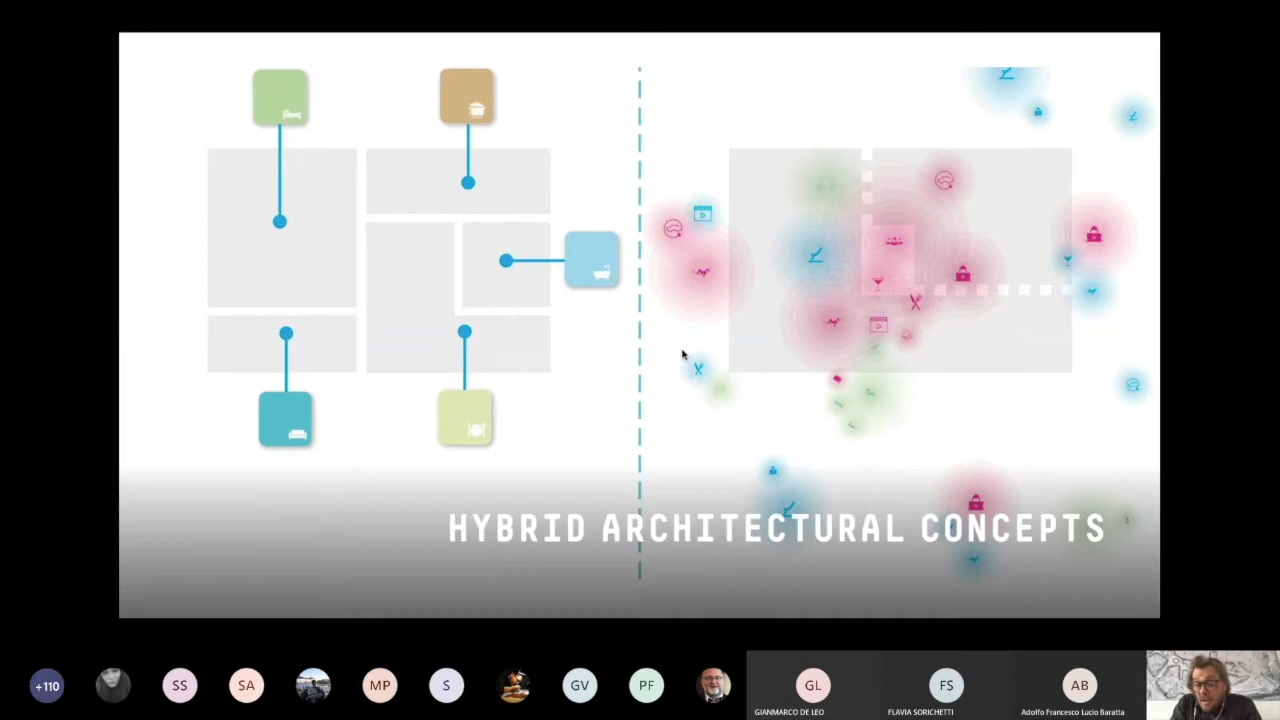 HYBRID ARCHITECTURAL CONCEPTS
+110
SS
SA
MP
S
GV
PF
GL
FS
AB
GIANMARCO DE LEO
FLAVIA SORICHETTI
Adolfo Francesco Lucio Baratta